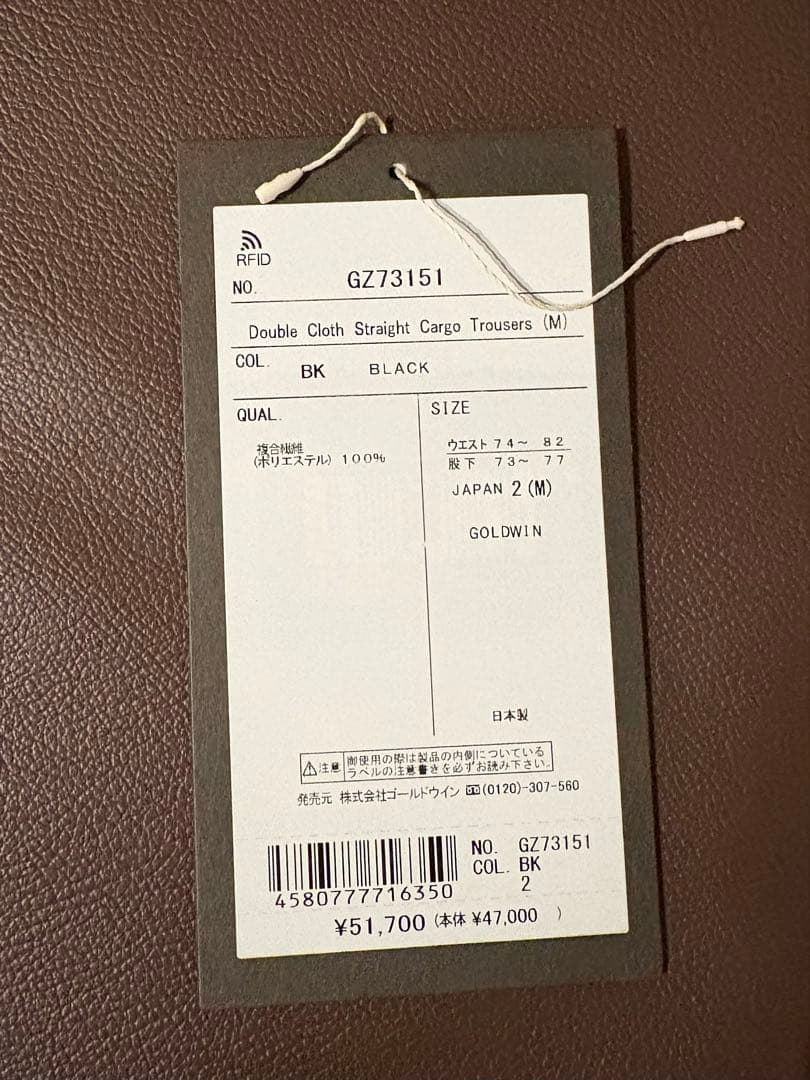 RFID
NO. GZ73151
Double Cloth Straight Cargo Trousers (M)
COL. BK BLACK
QUAL.
複合繊維
(ポリエステル) 100%
SIZE
ウエスト 74~ 82
股下 73~ 77
JAPAN 2 (M)
GOLDWIN
日本製
注意 御使用の際は製品の内側についている
ラベルの注意書きを必ずお読み下さい。
発売元 株式会社ゴールドウイン (0120)-307-560
4580777716350
NO. GZ73151
COL. BK
2
¥51,700 (本体 ¥47,000 )